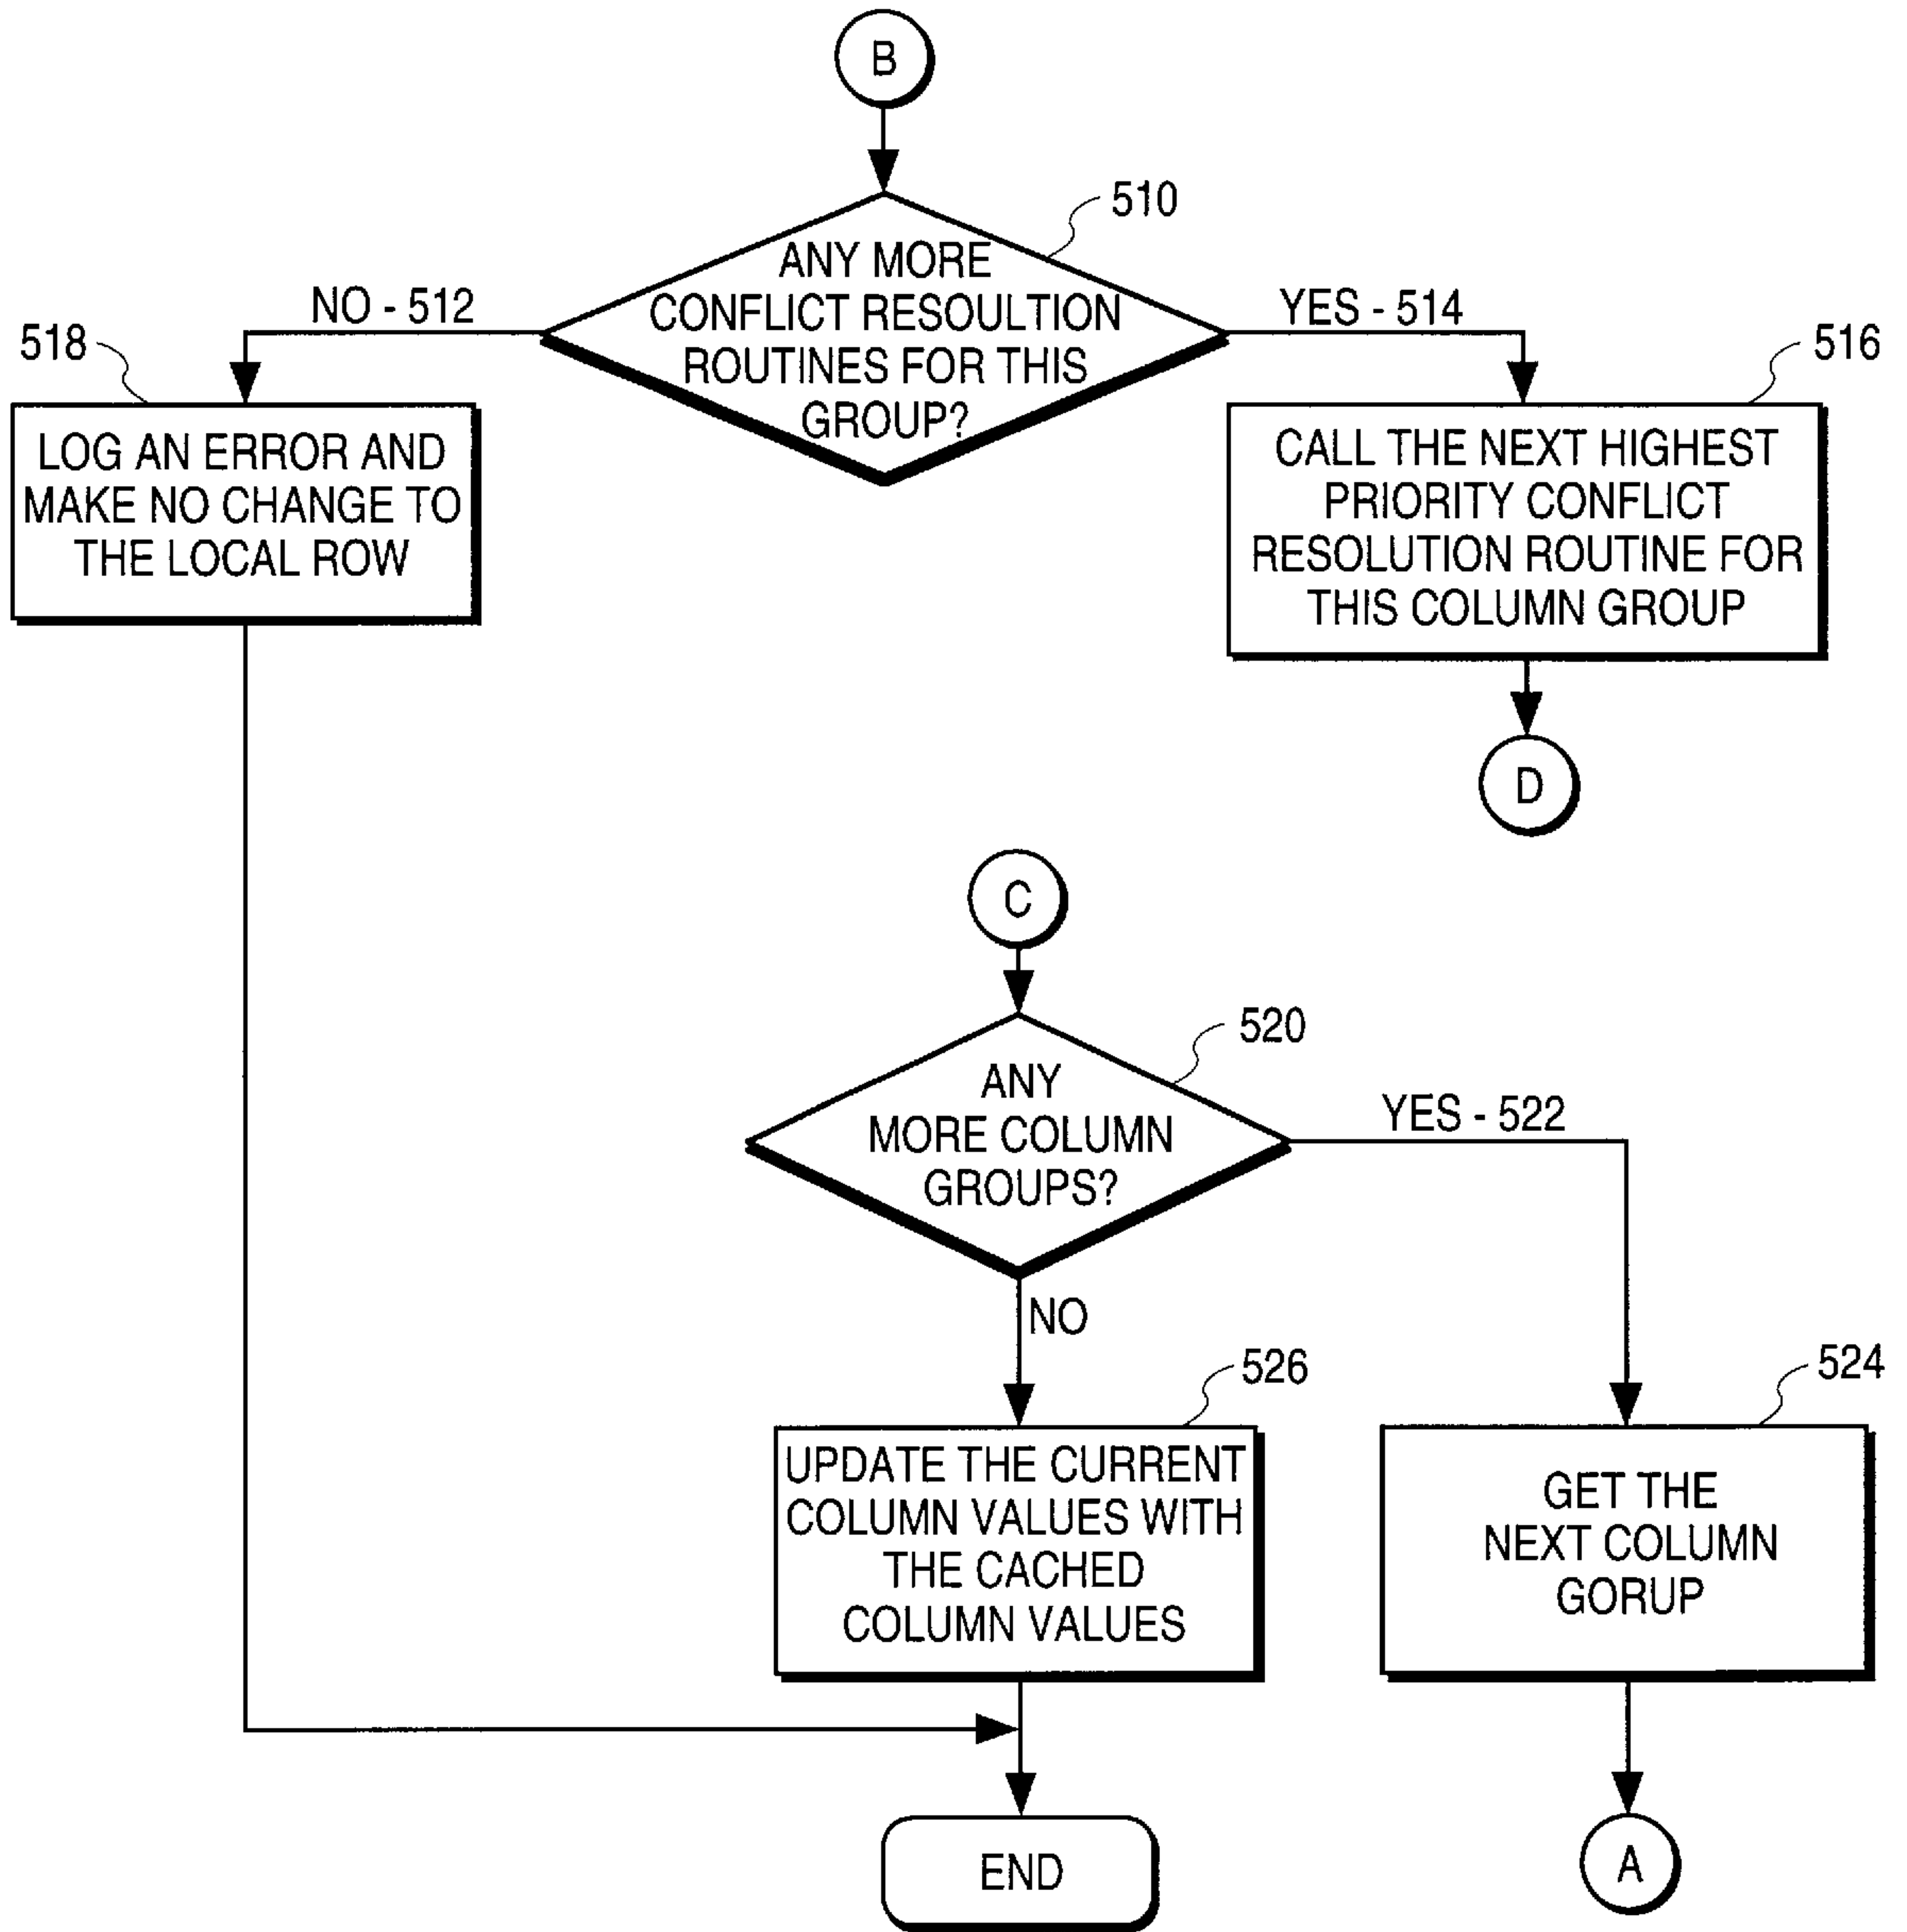 B
510
ANY MORE
CONFLICT RESOULTION
ROUTINES FOR THIS
GROUP?
NO - 512
YES - 514
518
516
LOG AN ERROR AND
MAKE NO CHANGE TO
THE LOCAL ROW
CALL THE NEXT HIGHEST
PRIORITY CONFLICT
RESOLUTION ROUTINE FOR
THIS COLUMN GROUP
D
C
520
ANY
MORE COLUMN
GROUPS?
YES - 522
NO
526
524
UPDATE THE CURRENT
COLUMN VALUES WITH
THE CACHED
COLUMN VALUES
GET THE
NEXT COLUMN
GORUP
END
A